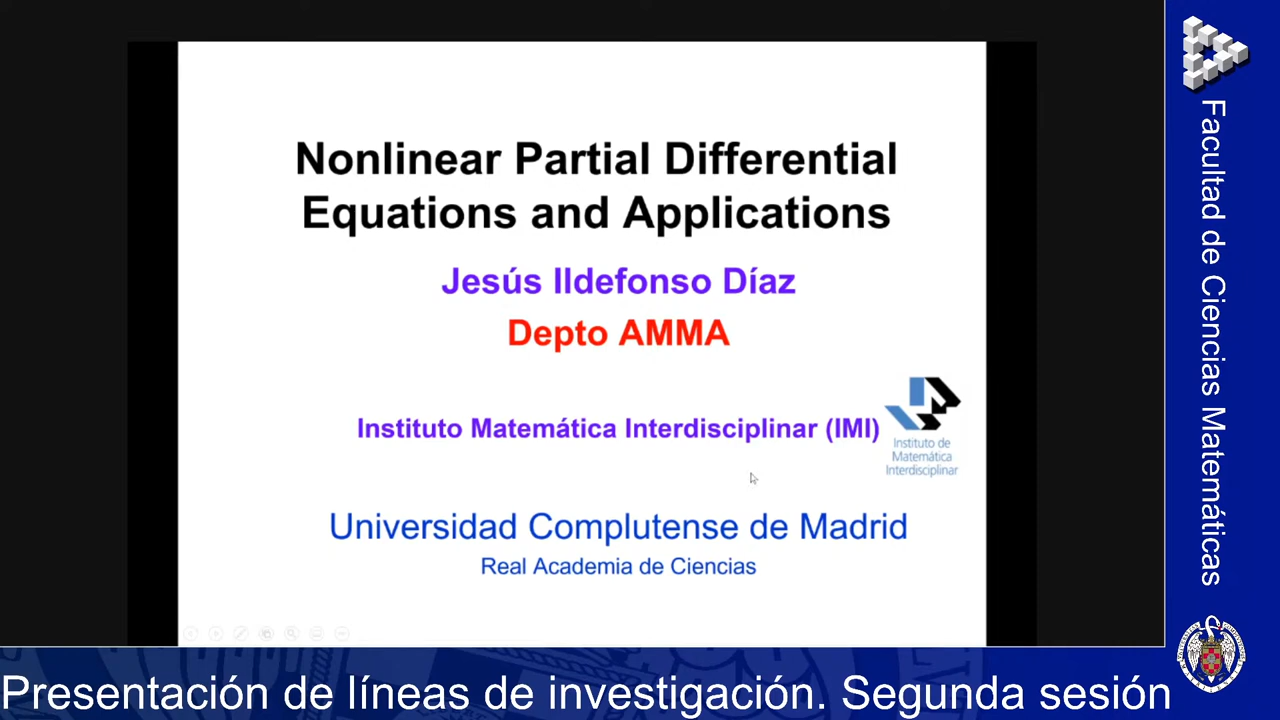 Nonlinear Partial Differential
Equations and Applications
Jesús Ildefonso Díaz
Depto AMMA
Instituto Matemática Interdisciplinar (IMI)
Instituto de
Matemática
Interdisciplinar
Universidad Complutense de Madrid
Real Academia de Ciencias
Facultad de Ciencias Matemáticas
Presentación de líneas de investigación. Segunda sesión